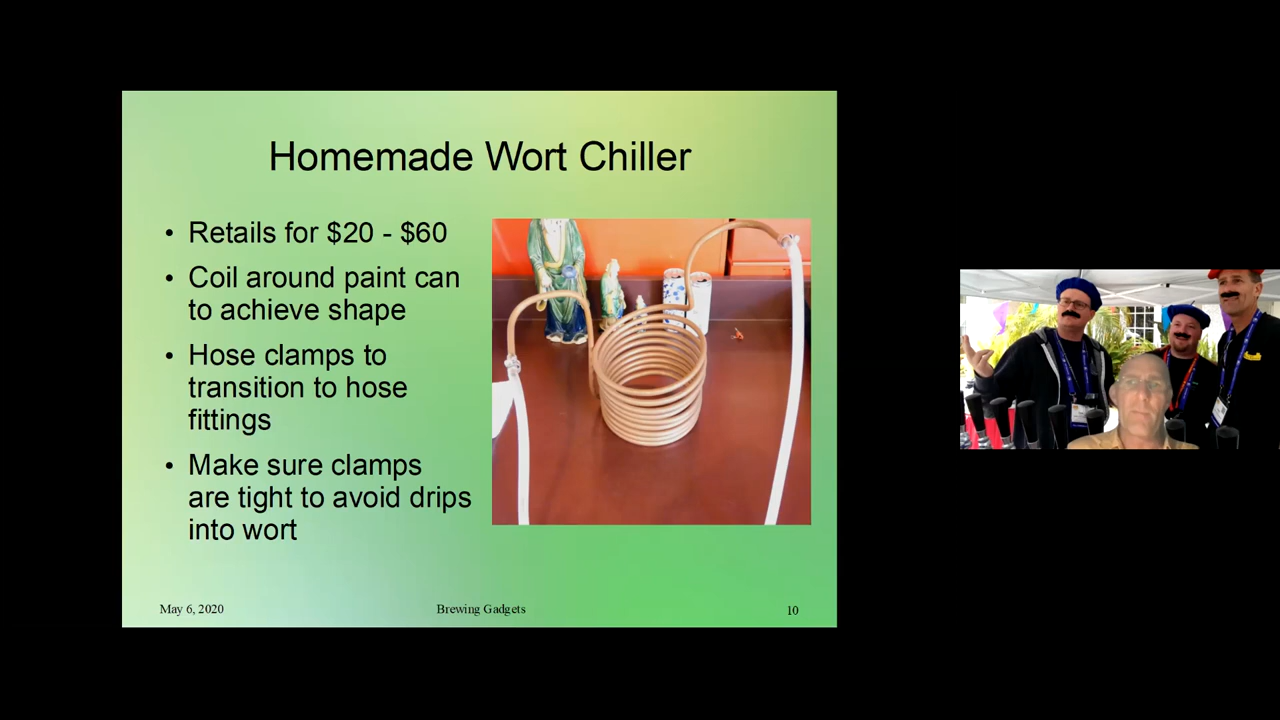 Homemade Wort Chiller
• Retails for $20 - $60
• Coil around paint can
to achieve shape
• Hose clamps to
transition to hose
fittings
• Make sure clamps
are tight to avoid drips
into wort
May 6, 2020
Brewing Gadgets
10